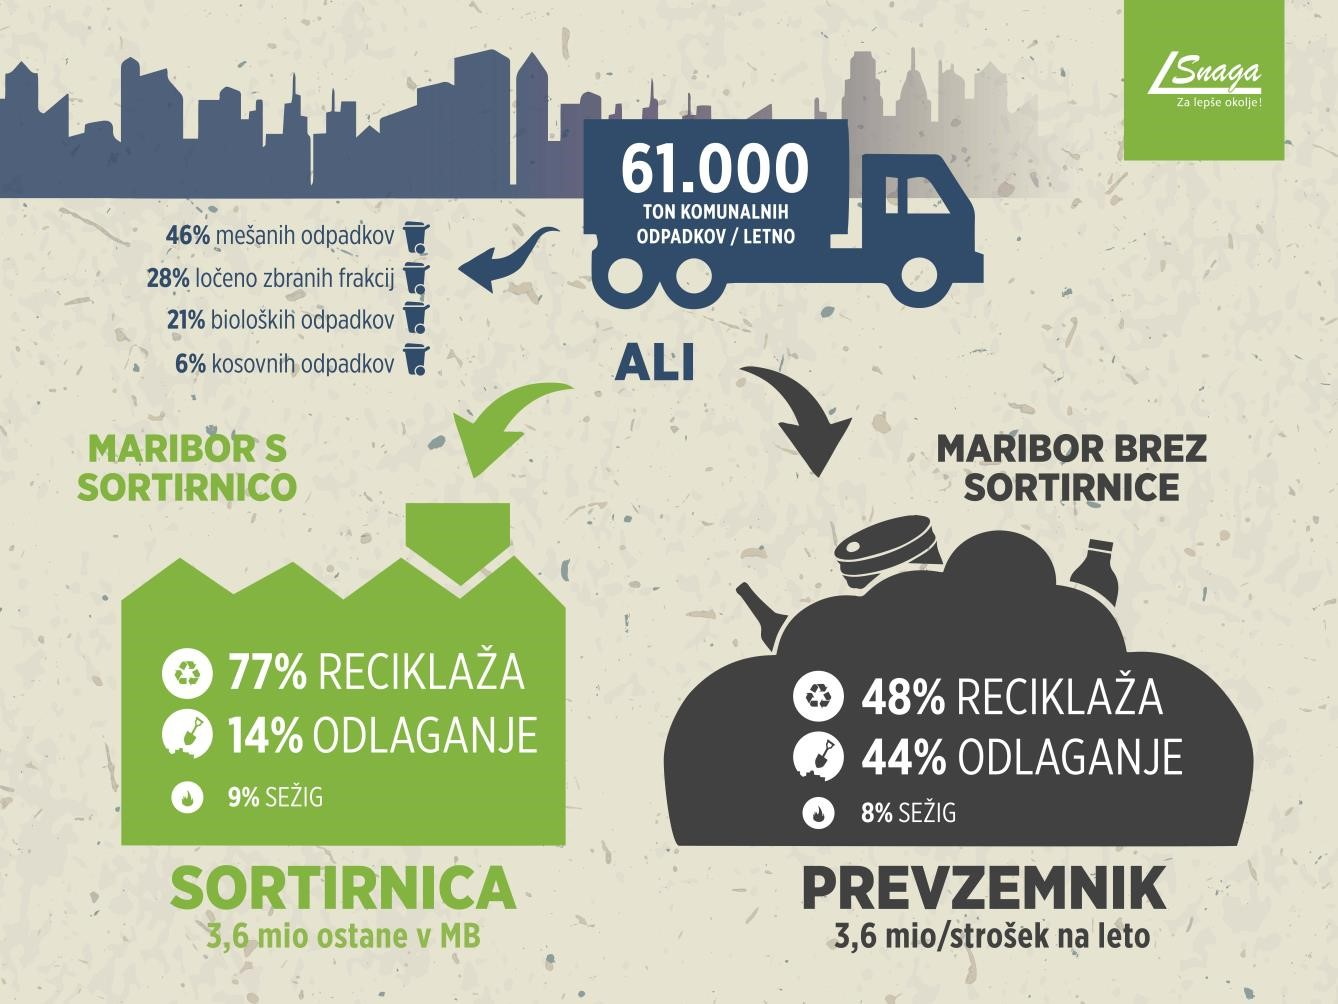 Snaga
Za lepše okolje!
61.000
TON KOMUNALNIH
ODPADKOV / LETNO
46% mešanih odpadkov
28% ločeno zbranih frakcij
21% bioloških odpadkov
6% kosovnih odpadkov
ALI
MARIBOR S
SORTIRNICO
77% RECIKLAŽA
14% ODLAGANJE
9% SEŽIG
SORTIRNICA
3,6 mio ostane v MB
MARIBOR BREZ
SORTIRNICE
48% RECIKLAŽA
44% ODLAGANJE
8% SEŽIG
PREVZEMNIK
3,6 mio/strošek na leto